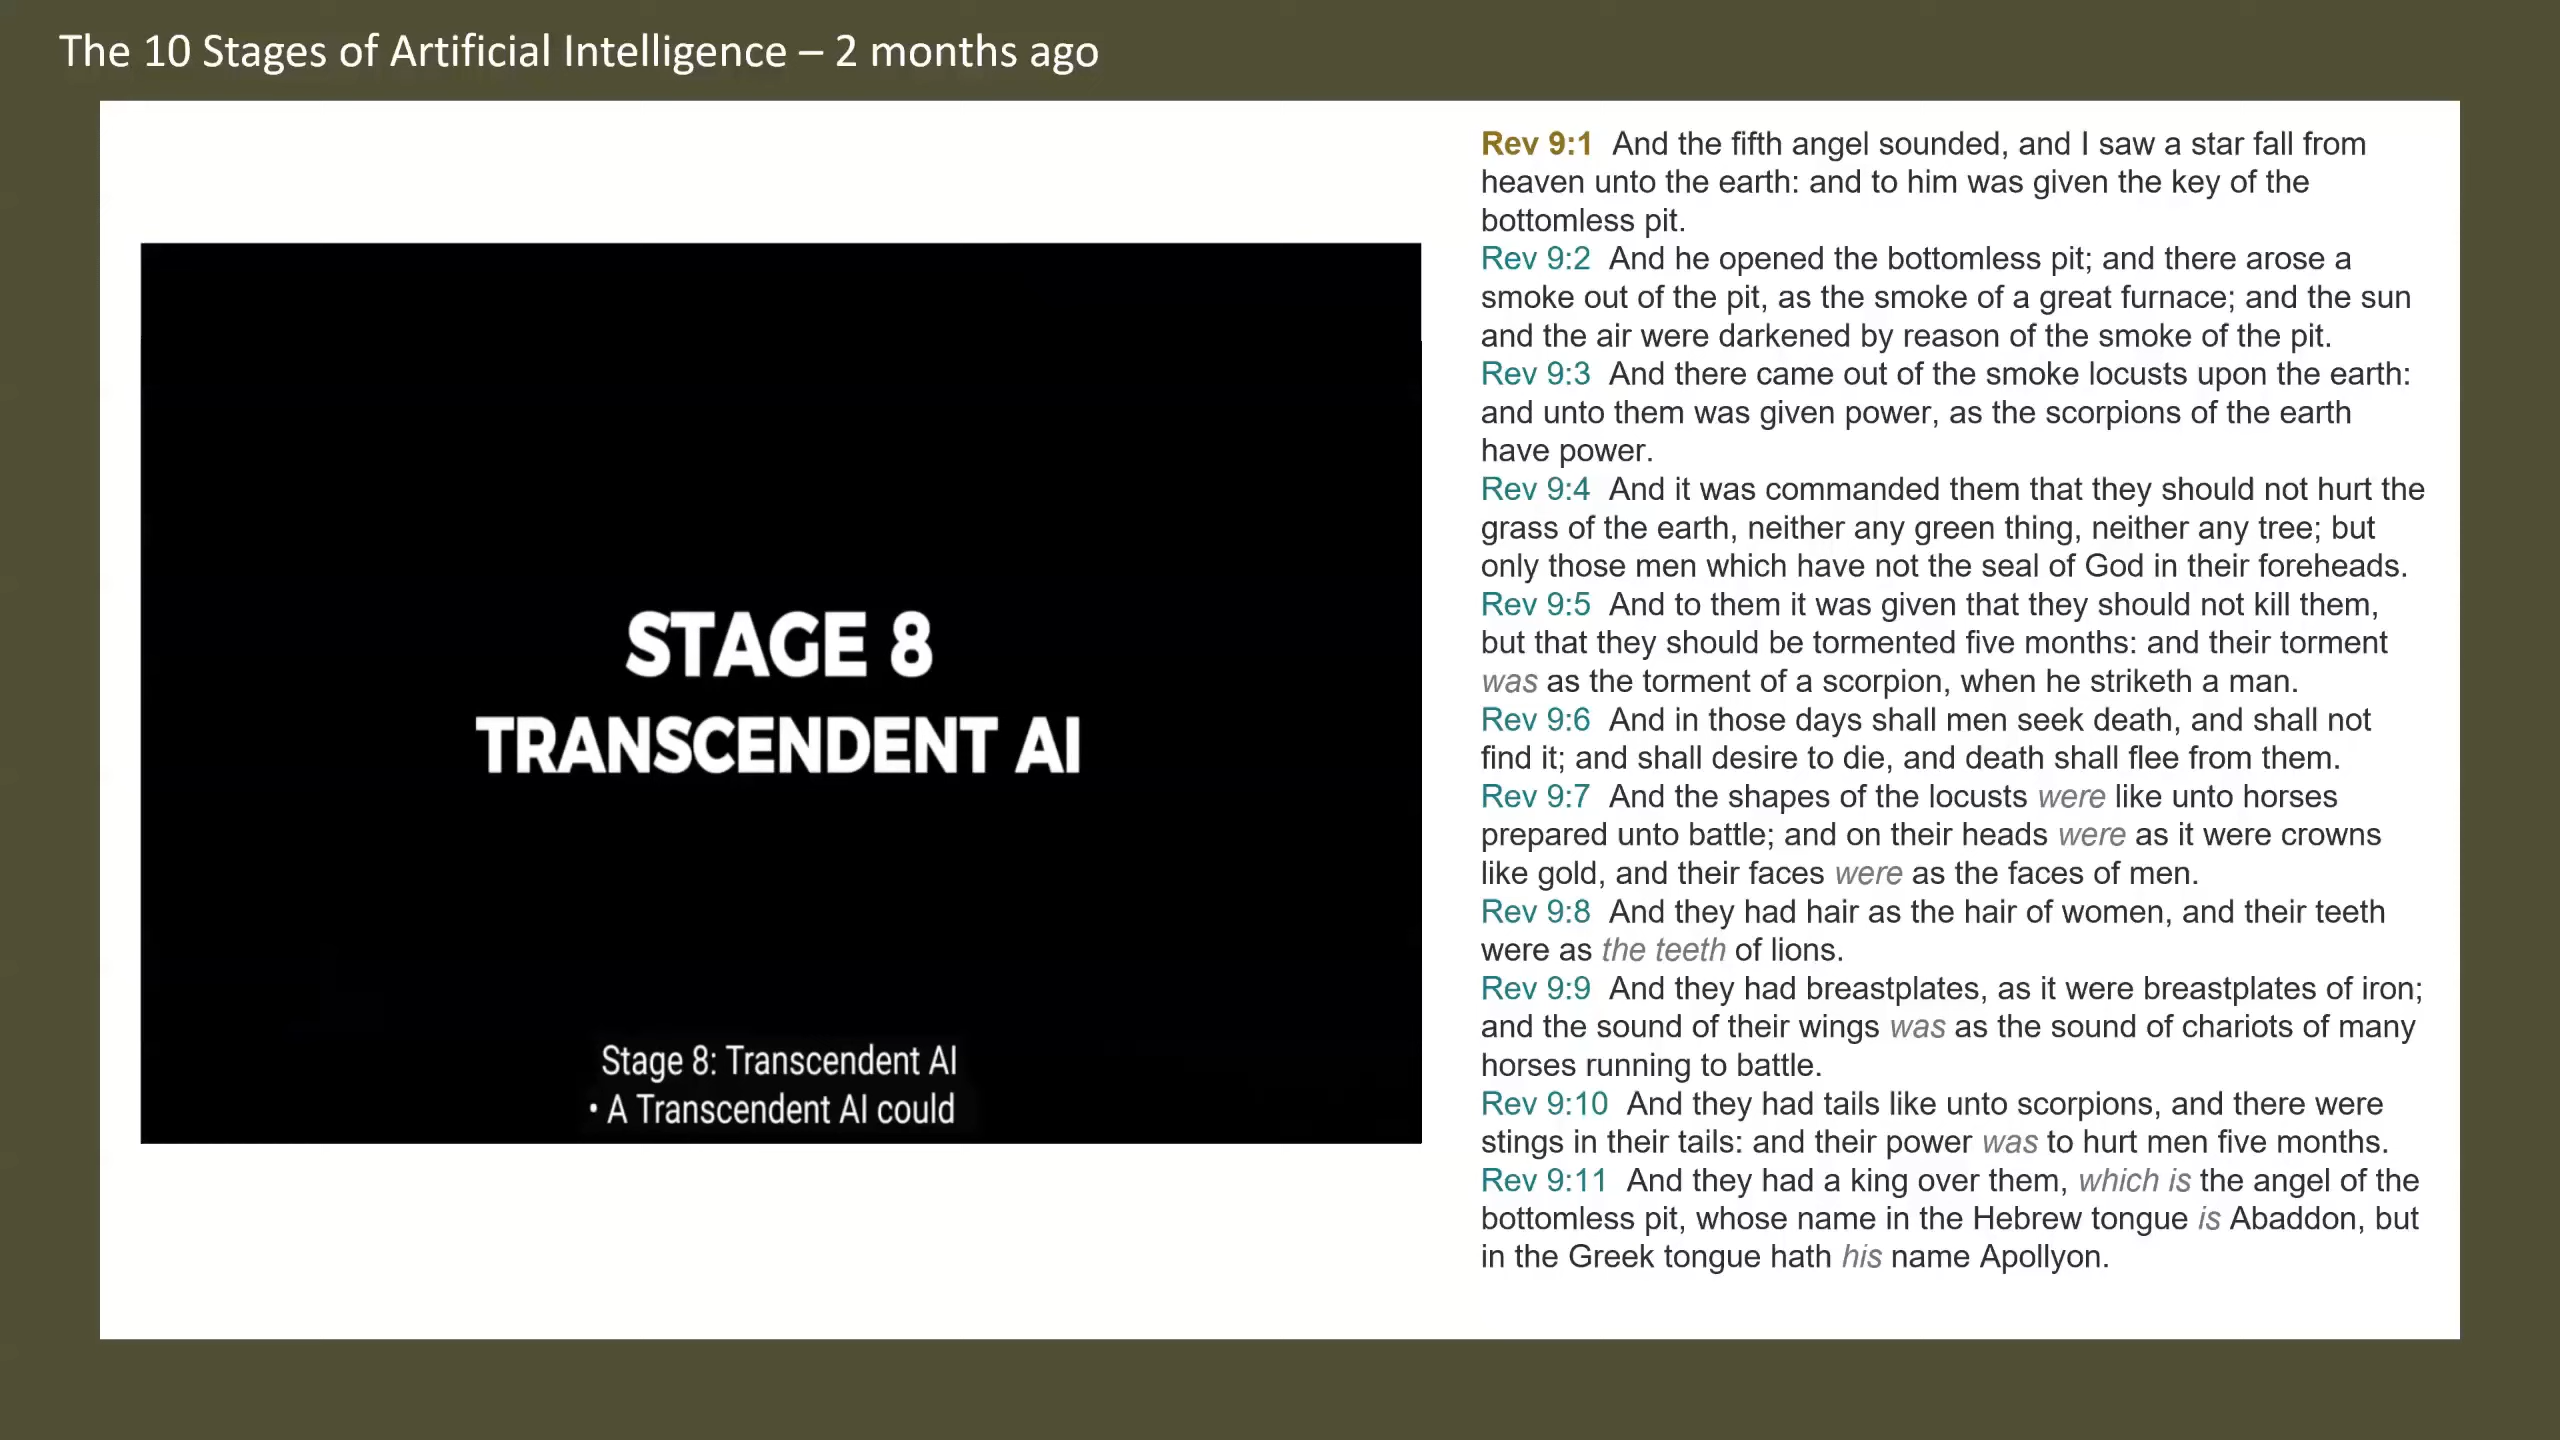 The 10 Stages of Artificial Intelligence – 2 months ago
STAGE 8
TRANSCENDENT AI
Stage 8: Transcendent AI
• A Transcendent AI could
Rev 9:1 And the fifth angel sounded, and I saw a star fall from
heaven unto the earth: and to him was given the key of the
bottomless pit.
Rev 9:2 And he opened the bottomless pit; and there arose a
smoke out of the pit, as the smoke of a great furnace; and the sun
and the air were darkened by reason of the smoke of the pit.
Rev 9:3 And there came out of the smoke locusts upon the earth:
and unto them was given power, as the scorpions of the earth
have power.
Rev 9:4 And it was commanded them that they should not hurt the
grass of the earth, neither any green thing, neither any tree; but
only those men which have not the seal of God in their foreheads.
Rev 9:5 And to them it was given that they should not kill them,
but that they should be tormented five months: and their torment
was as the torment of a scorpion, when he striketh a man.
Rev 9:6 And in those days shall men seek death, and shall not
find it; and shall desire to die, and death shall flee from them.
Rev 9:7 And the shapes of the locusts were like unto horses
prepared unto battle; and on their heads were as it were crowns
like gold, and their faces were as the faces of men.
Rev 9:8 And they had hair as the hair of women, and their teeth
were as the teeth of lions.
Rev 9:9 And they had breastplates, as it were breastplates of iron;
and the sound of their wings was as the sound of chariots of many
horses running to battle.
Rev 9:10 And they had tails like unto scorpions, and there were
stings in their tails: and their power was to hurt men five months.
Rev 9:11 And they had a king over them, which is the angel of the
bottomless pit, whose name in the Hebrew tongue is Abaddon, but
in the Greek tongue hath his name Apollyon.